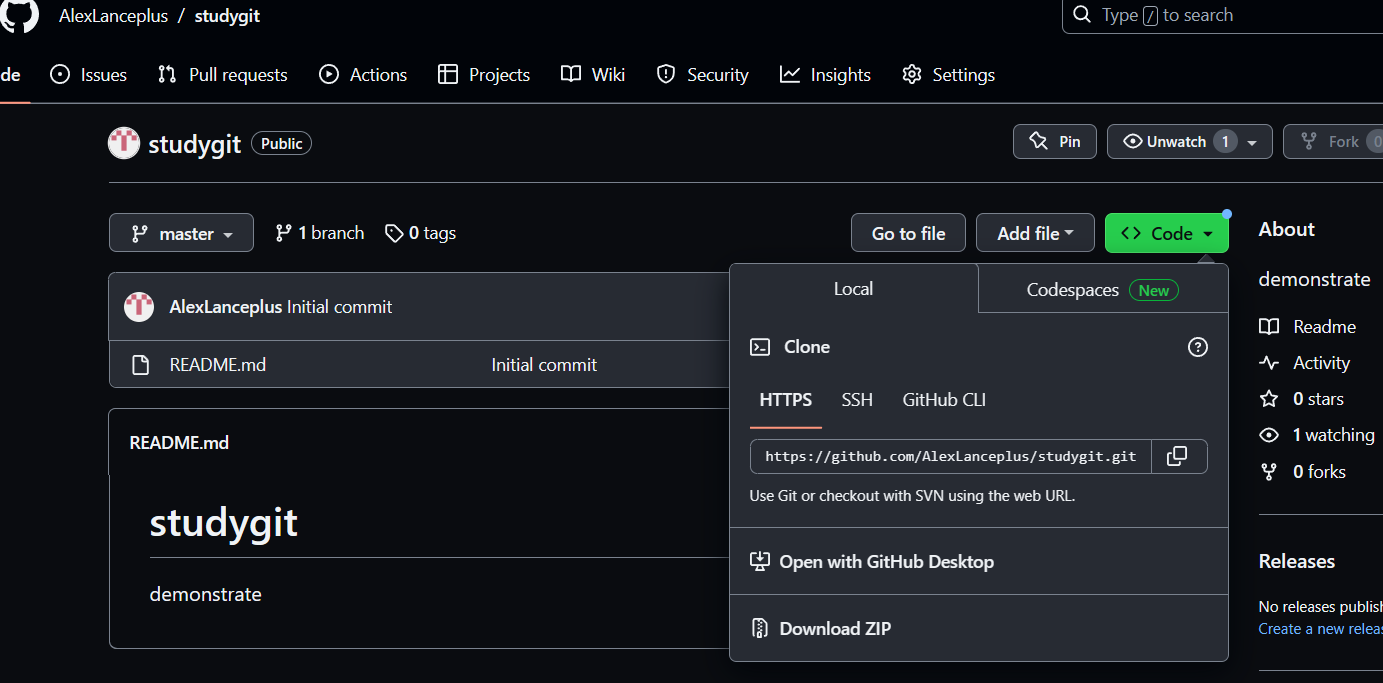 AlexLanceplus / studygit
Type / to search
de
Issues
Pull requests
Actions
Projects
Wiki
Security
Insights
Settings
studygit Public
Pin
Unwatch 1
Fork 0
master
1 branch
0 tags
Go to file
Add file
Code
AlexLanceplus Initial commit
README.md Initial commit
README.md
studygit
demonstrate
Local
Codespaces New
Clone
HTTPS SSH GitHub CLI
https://github.com/AlexLanceplus/studygit.git
Use Git or checkout with SVN using the web URL.
Open with GitHub Desktop
Download ZIP
About
demonstrate
Readme
Activity
0 stars
1 watching
0 forks
Releases
No releases publish
Create a new releas